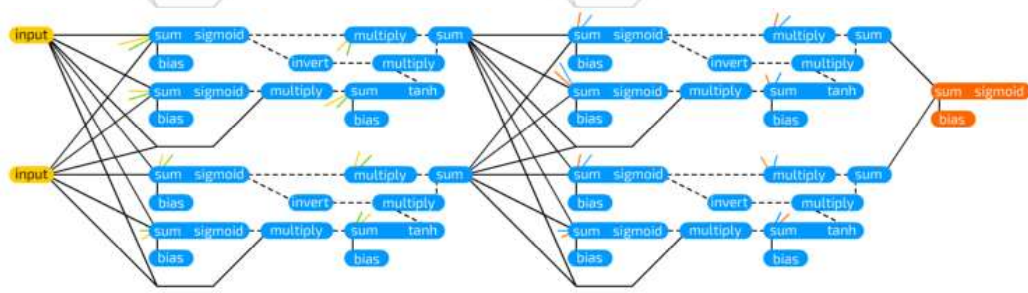 input sum sigmoid multiply sum sum sigmoid multiply sum
bias invert multiply bias invert multiply
sum sigmoid multiply sum tanh sum sigmoid multiply sum tanh sum sigmoid
bias bias bias bias bias
input sum sigmoid multiply sum sum sigmoid multiply sum
bias invert multiply bias invert multiply
sum sigmoid multiply sum tanh sum sigmoid multiply sum tanh
bias bias bias bias